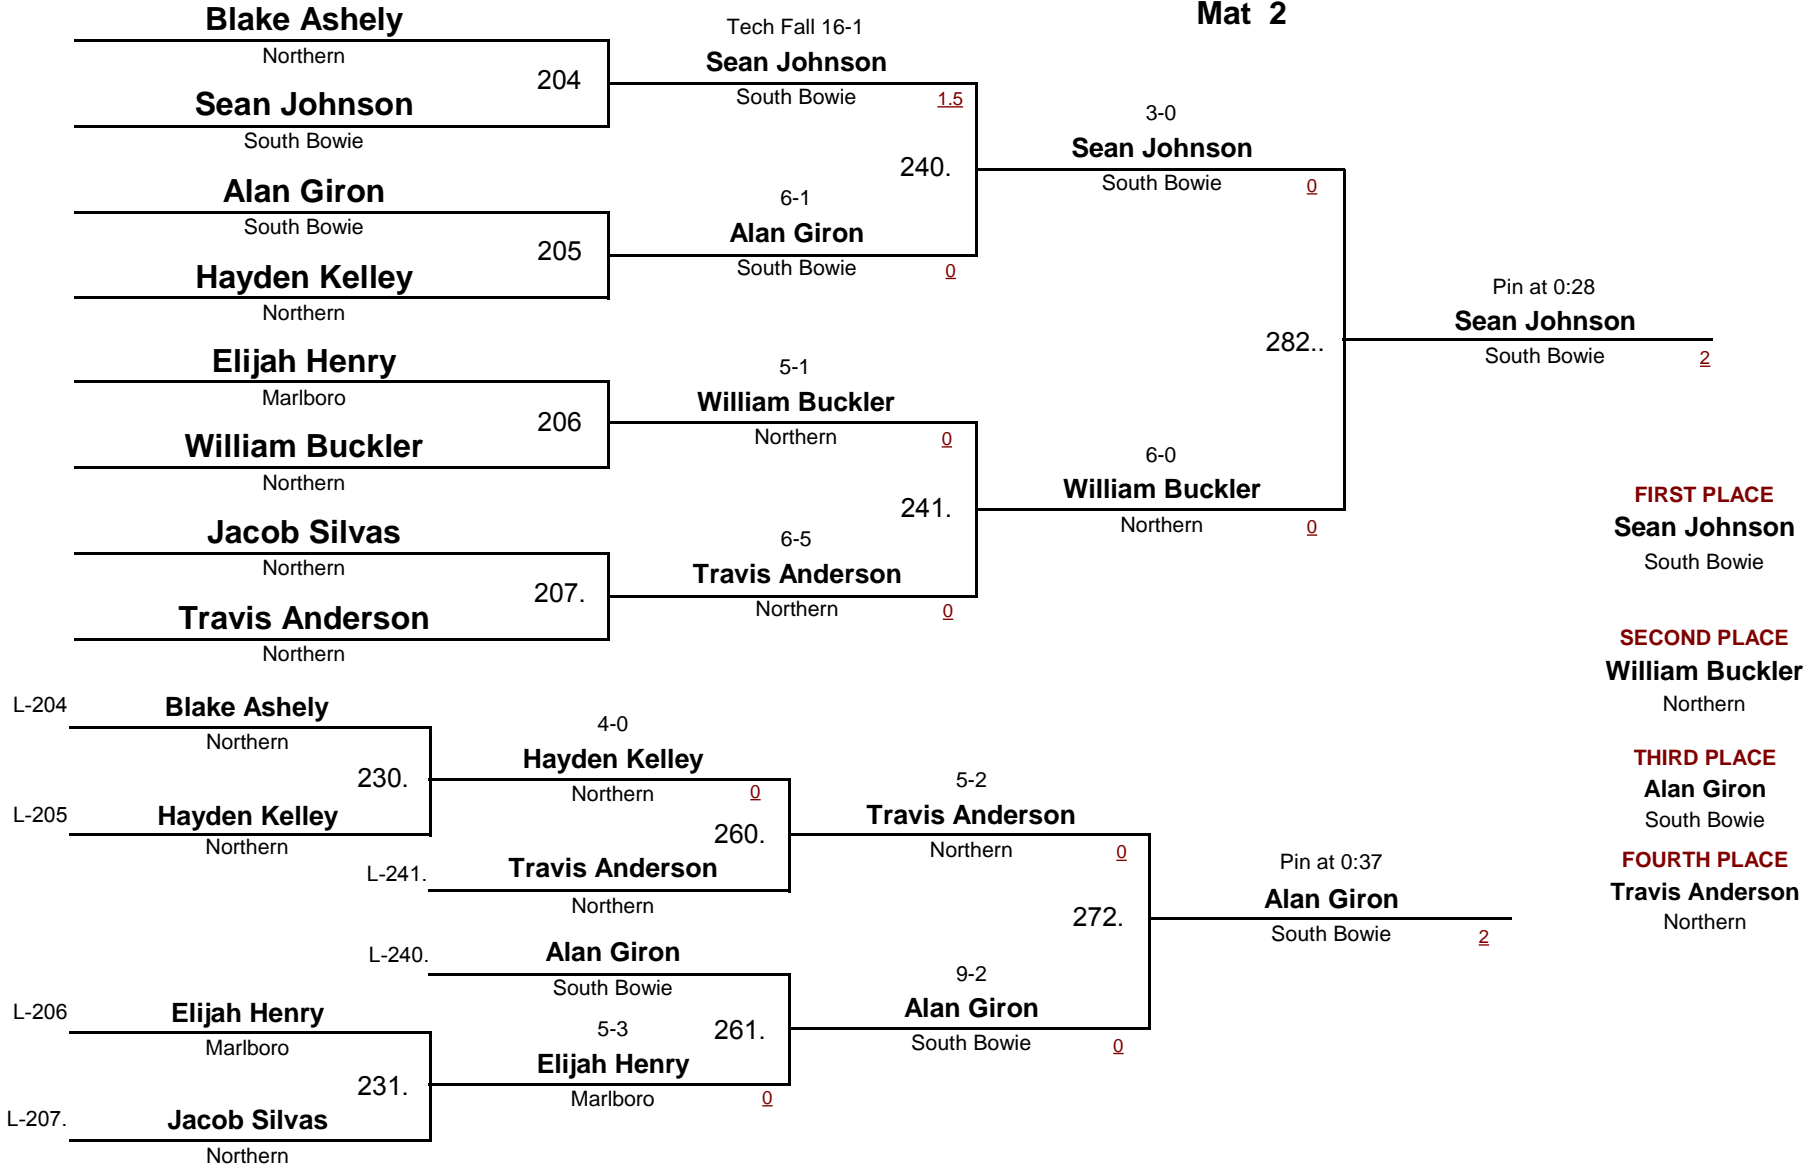 Mat 2
Blake Ashely
Northern
204
Sean Johnson
South Bowie
Tech Fall 16-1
Sean Johnson
South Bowie
1.5
Alan Giron
South Bowie
205
Hayden Kelley
Northern
240.
6-1
Alan Giron
South Bowie
0
3-0
Sean Johnson
South Bowie
0
Elijah Henry
Marlboro
206
William Buckler
Northern
5-1
William Buckler
Northern
0
Jacob Silvas
Northern
207.
Travis Anderson
Northern
241.
6-5
Travis Anderson
Northern
0
6-0
William Buckler
Northern
0
282..
Pin at 0:28
Sean Johnson
South Bowie
2
FIRST PLACE
Sean Johnson
South Bowie
SECOND PLACE
William Buckler
Northern
THIRD PLACE
Alan Giron
South Bowie
FOURTH PLACE
Travis Anderson
Northern
L-204
Blake Ashely
Northern
230.
L-205
Hayden Kelley
Northern
4-0
Hayden Kelley
Northern
0
260.
L-241.
Travis Anderson
Northern
5-2
Travis Anderson
Northern
0
L-240.
Alan Giron
South Bowie
L-206
Elijah Henry
Marlboro
231.
L-207.
Jacob Silvas
Northern
5-3
Elijah Henry
Marlboro
0
261.
9-2
Alan Giron
South Bowie
0
272.
Pin at 0:37
Alan Giron
South Bowie
2